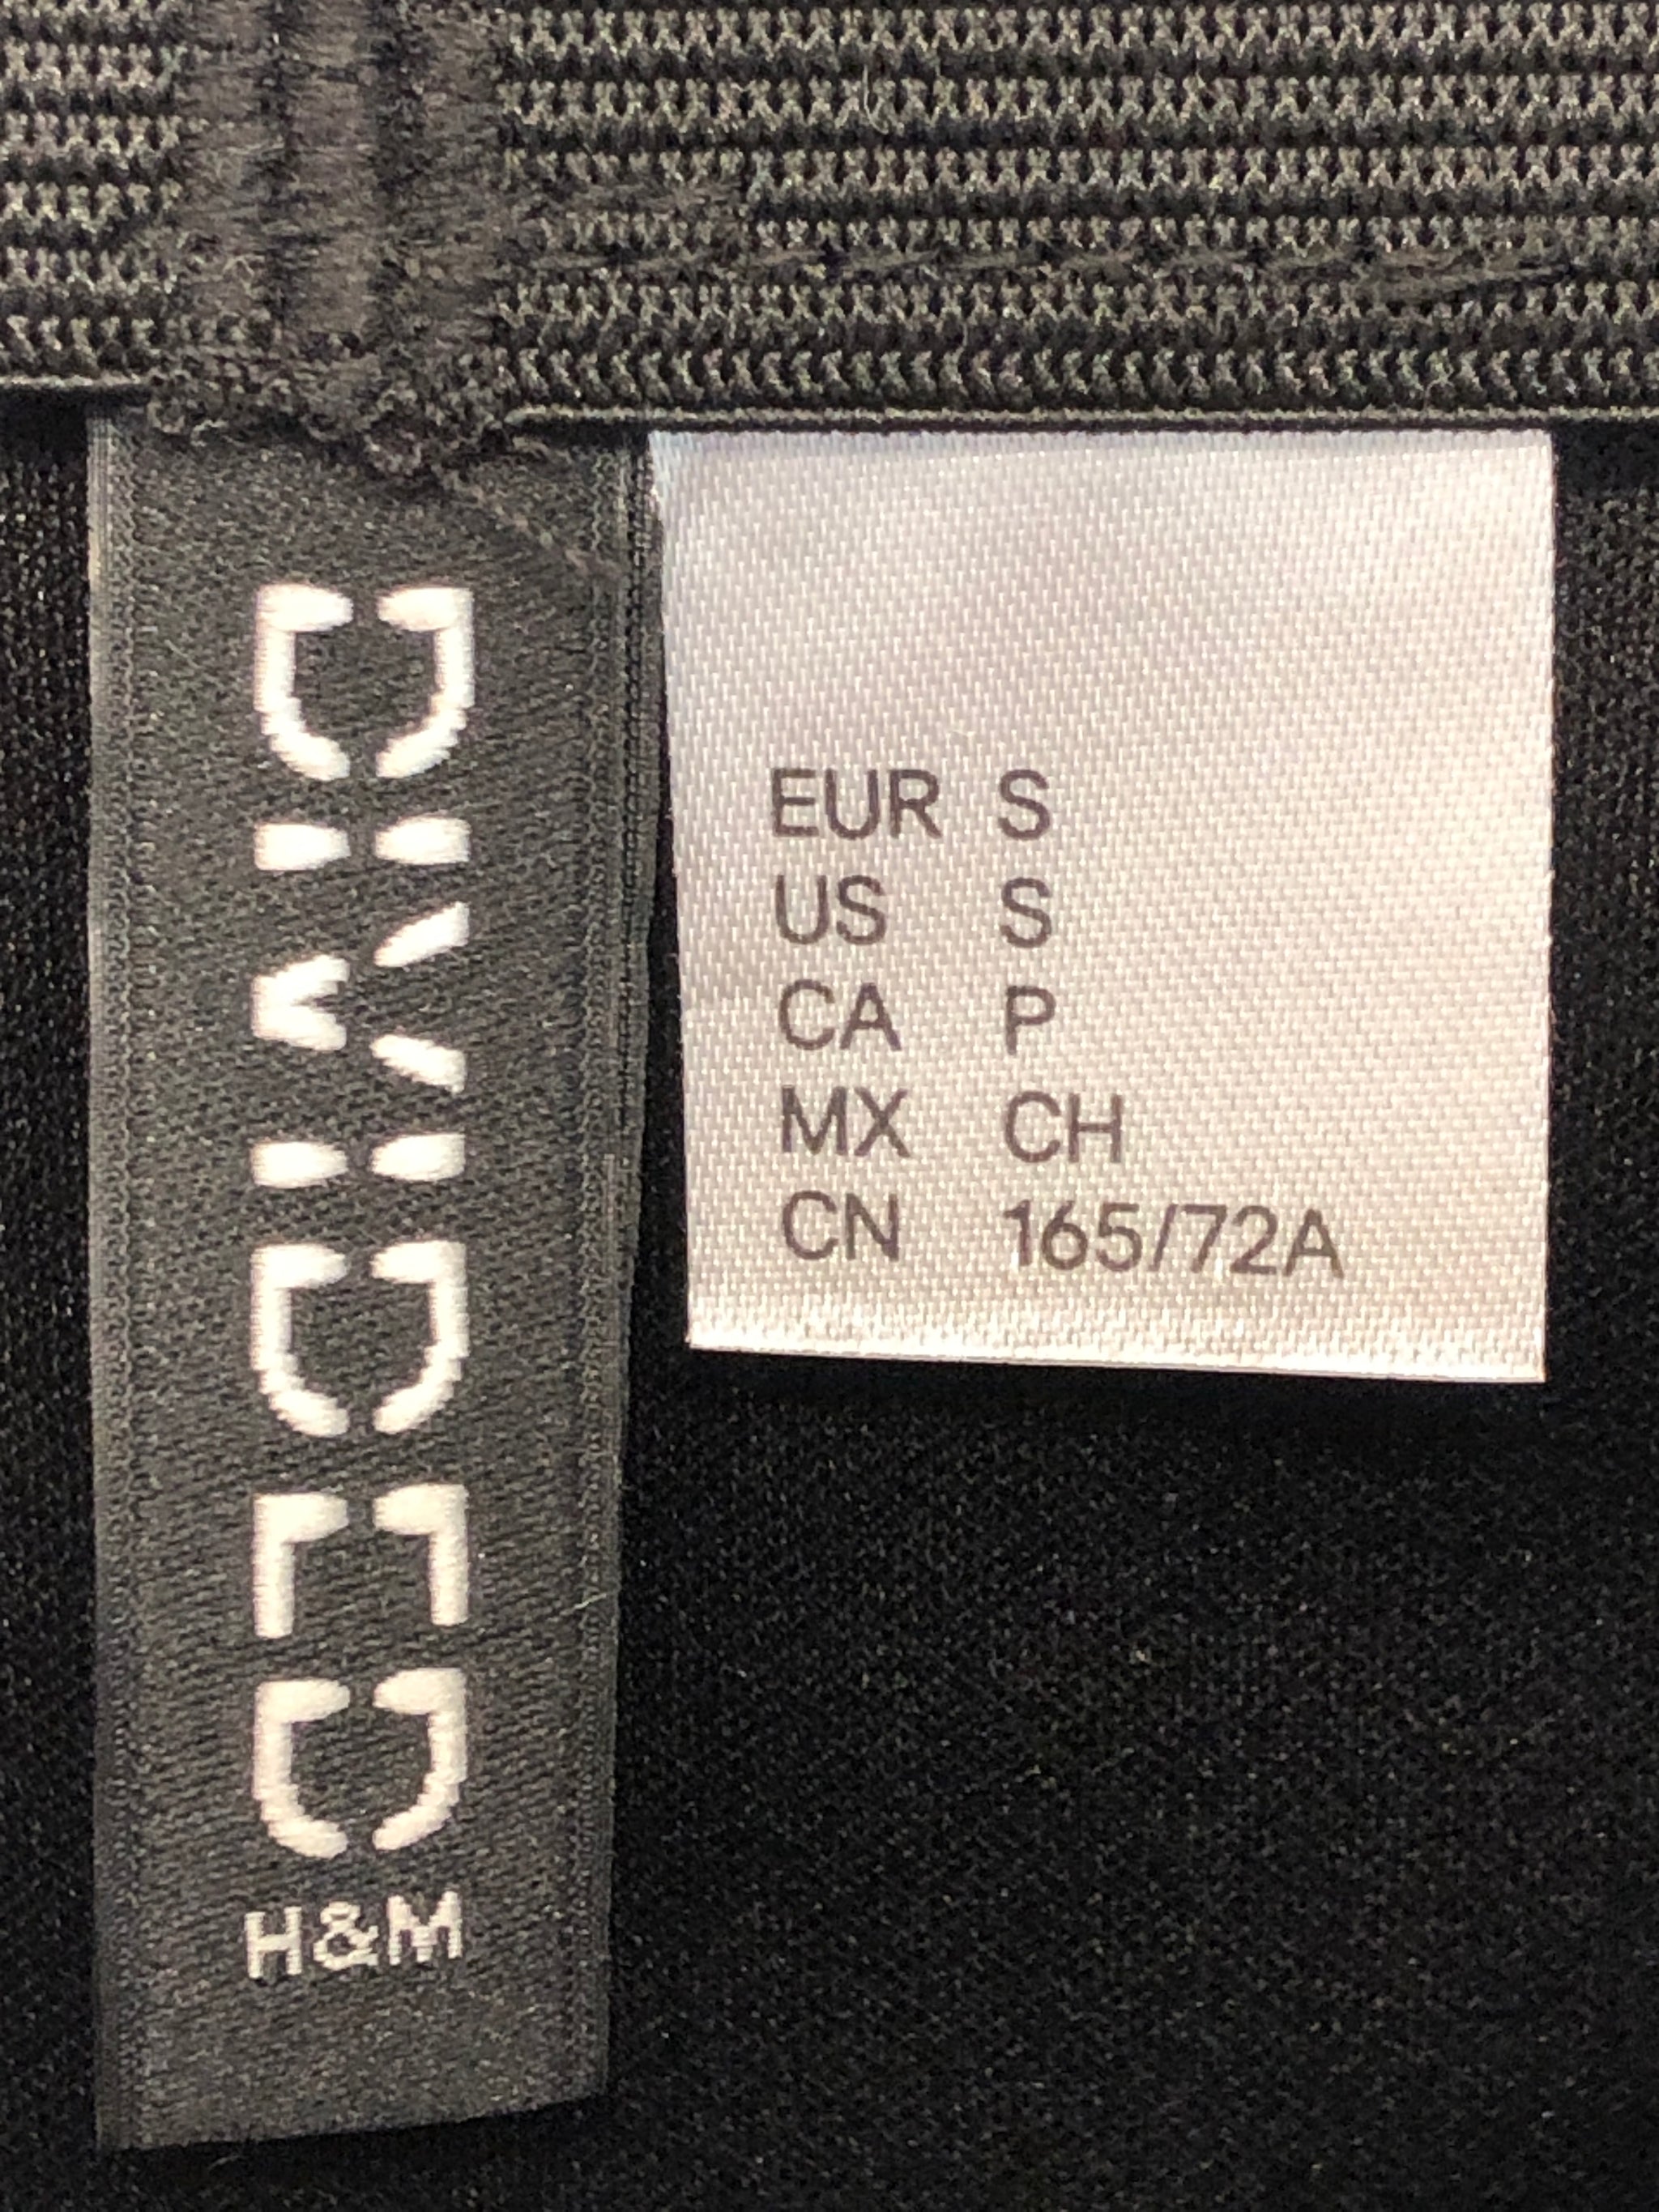 DIVIDED
H&M
EUR S
US S
CA P
MX CH
CN 165/72A